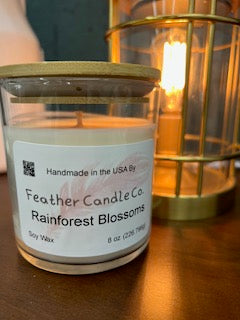 Handmade in the USA By
Feather Candle Co.
Rainforest Blossoms
Soy Wax 8 oz (226.796g)